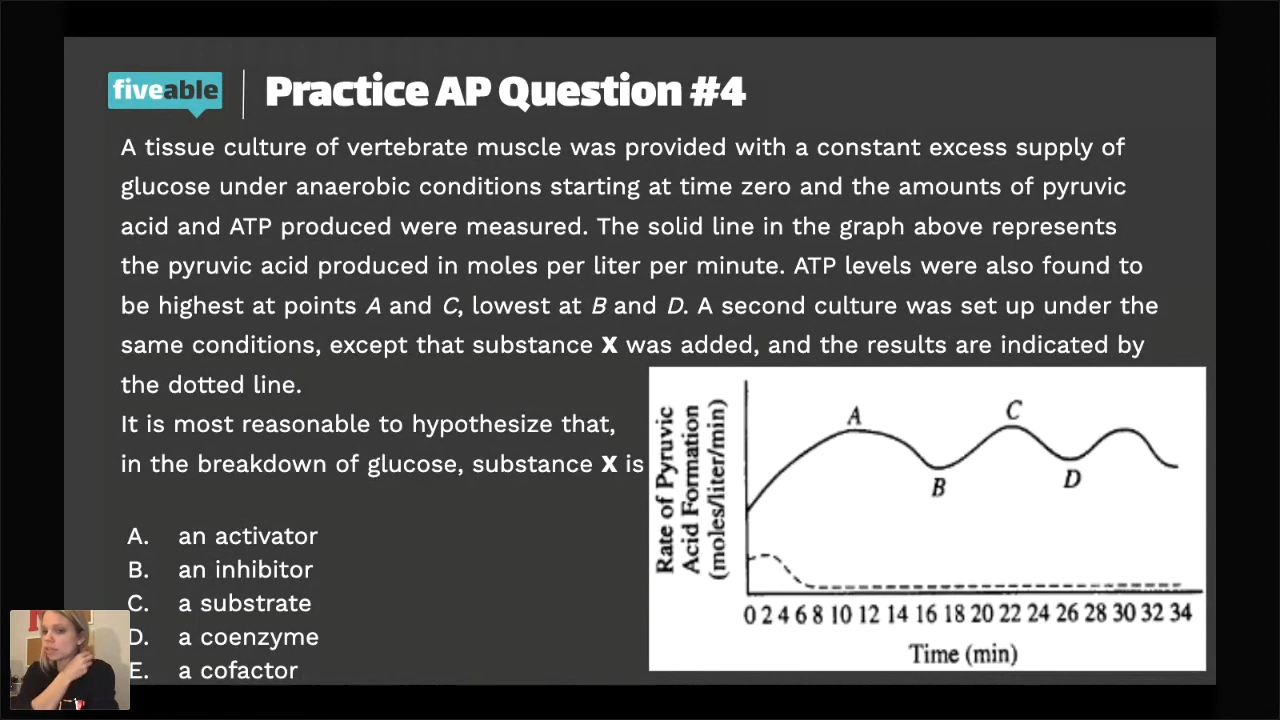 fiveable
Practice AP Question #4
A tissue culture of vertebrate muscle was provided with a constant excess supply of
glucose under anaerobic conditions starting at time zero and the amounts of pyruvic
acid and ATP produced were measured. The solid line in the graph above represents
the pyruvic acid produced in moles per liter per minute. ATP levels were also found to
be highest at points A and C, lowest at B and D. A second culture was set up under the
same conditions, except that substance X was added, and the results are indicated by
the dotted line.
It is most reasonable to hypothesize that,
in the breakdown of glucose, substance X is
A. an activator
B. an inhibitor
C. a substrate
D. a coenzyme
E. a cofactor
Rate of Pyruvic
Acid Formation
(moles/liter/min)
A
B
C
D
0 2 4 6 8 10 12 14 16 18 20 22 24 26 28 30 32 34
Time (min)